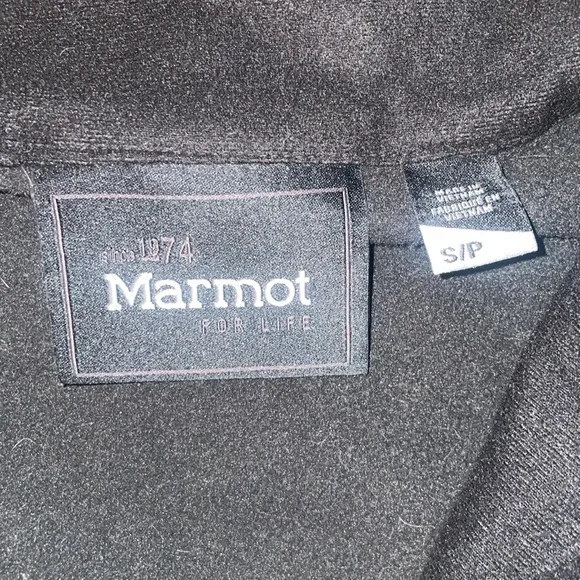 since 1974
Marmot
FOR LIFE
MADE IN
VIETNAM
FABRIQUÉ EN
VIETNAM
S/P